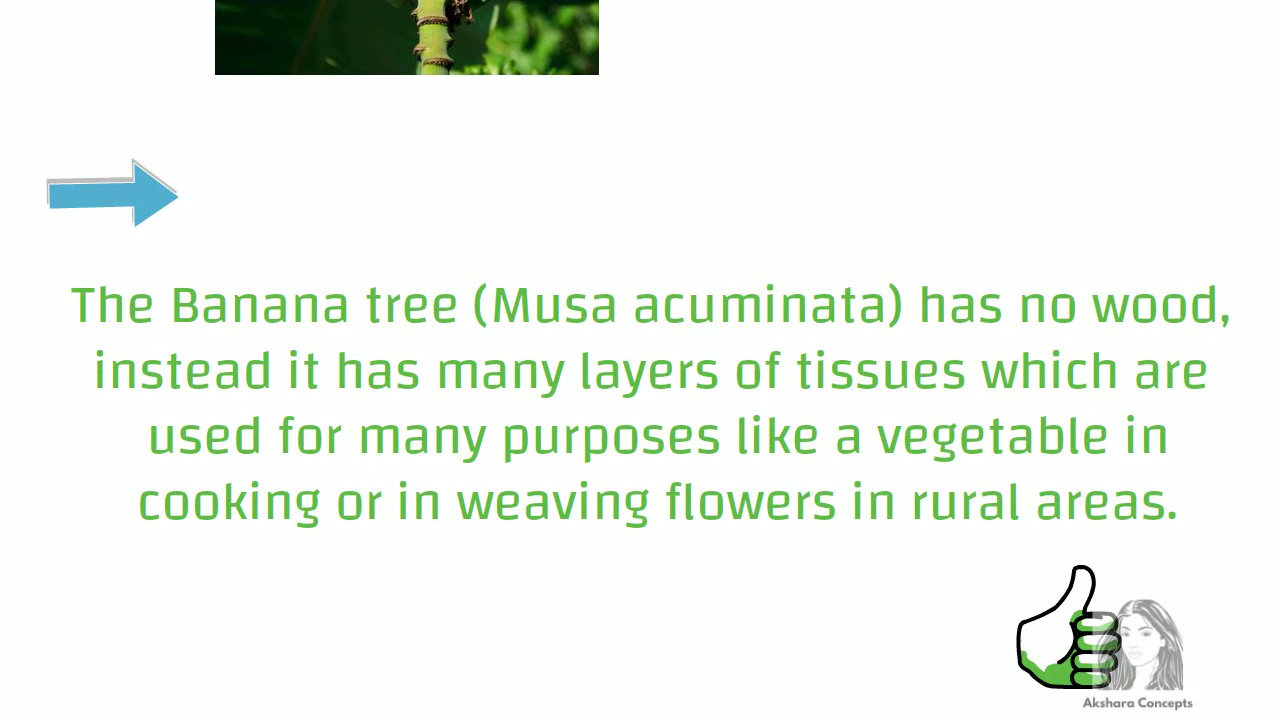 The Banana tree (Musa acuminata) has no wood,
instead it has many layers of tissues which are
used for many purposes like a vegetable in
cooking or in weaving flowers in rural areas.
Akshara Concepts